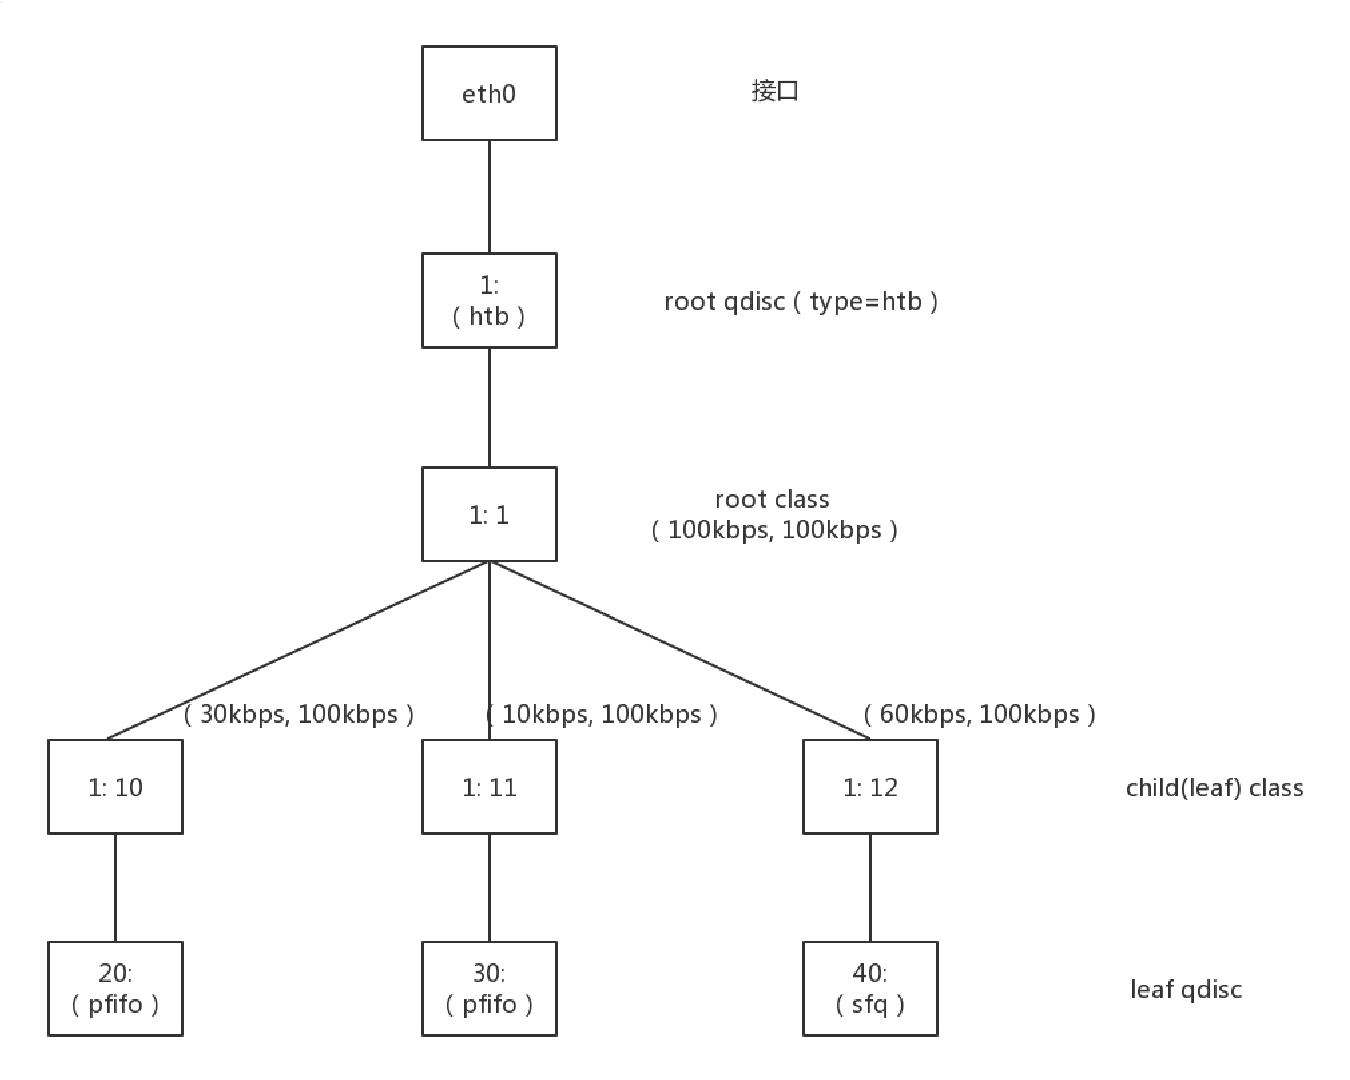 eth0
接口
1:
( htb )
root qdisc ( type=htb )
1: 1
root class
( 100kbps, 100kbps )
( 30kbps, 100kbps )
( 10kbps, 100kbps )
( 60kbps, 100kbps )
1: 10
1: 11
1: 12
child(leaf) class
20:
( pfifo )
30:
( pfifo )
40:
( sfq )
leaf qdisc